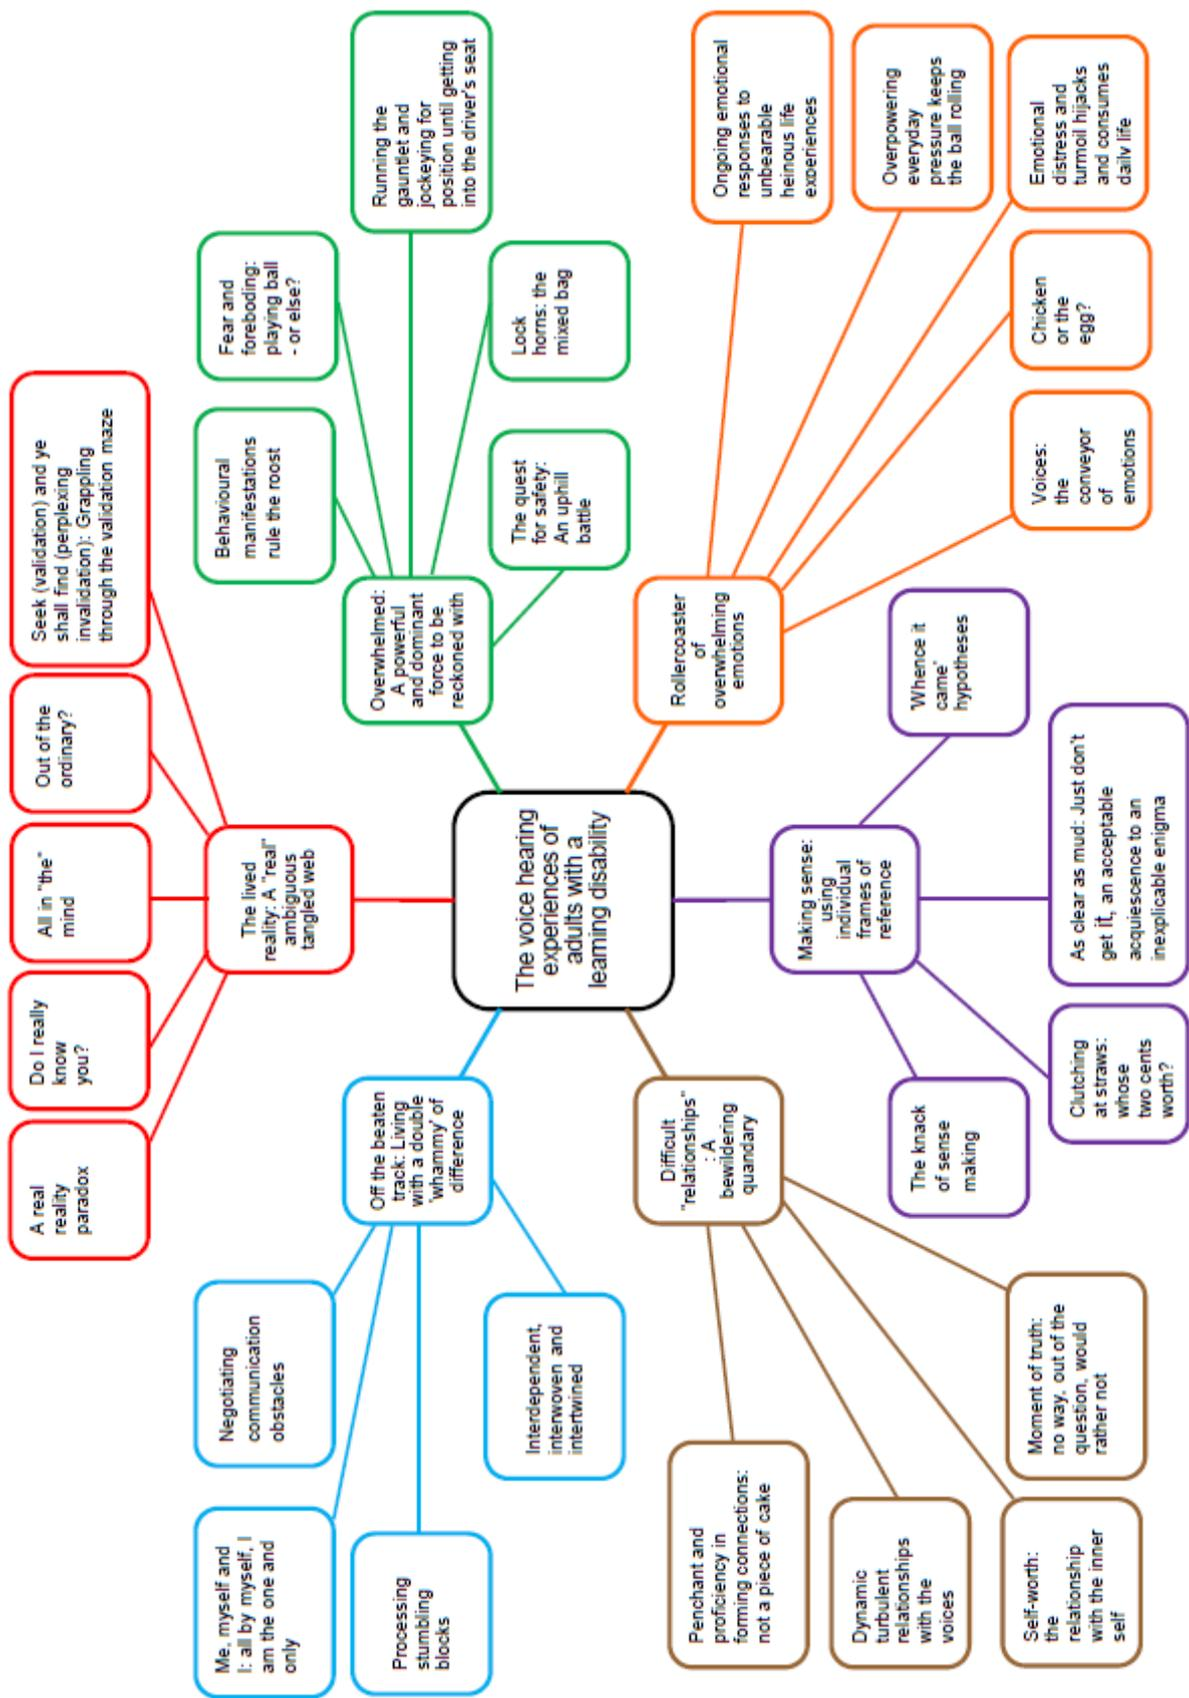 The voice hearing
experiences of
adults with a
learning disability
The lived
reality: A "real"
ambiguous
tangled web
A real
reality
paradox
Do I really
know
you?
All in "the"
mind
Out of the
ordinary?
Seek (validation) and ye
shall find (perplexing
invalidation): Grappling
through the validation maze
Overwhelmed:
A powerful
and dominant
force to be
reckoned with
Behavioural
manifestations
rule the roost
Fear and
foreboding:
playing ball
- or else?
Running the
gauntlet and
jockeying for
position until getting
into the driver's seat
Lock
horns: the
mixed bag
The quest
for safety:
An uphill
battle
Rollercoaster
of
overwhelming
emotions
Ongoing emotional
responses to
unbearable
heinous life
experiences
Overpowering
everyday
pressure keeps
the ball rolling
Emotional
distress and
turmoil hijacks
and consumes
daily life
Chicken
or the
egg?
Voices:
the
conveyor
of
emotions
Making sense:
using
individual
frames of
reference
'Whence it
came'
hypotheses
As clear as mud: Just don't
get it, an acceptable
acquiescence to an
inexplicable enigma
Clutching
at straws:
whose
two cents
worth?
The knack
of sense
making
Difficult
"relationships"
: A
bewildering
quandary
Moment of truth:
no way, out of the
question, would
rather not
Self-worth:
the
relationship
with the inner
self
Dynamic
turbulent
relationships
with the
voices
Penchant and
proficiency in
forming connections:
not a piece of cake
Off the beaten
track: Living
with a double
'whammy' of
difference
Interdependent,
interwoven and
intertwined
Processing
stumbling
blocks
Me, myself and
I: all by myself, I
am the one and
only
Negotiating
communication
obstacles